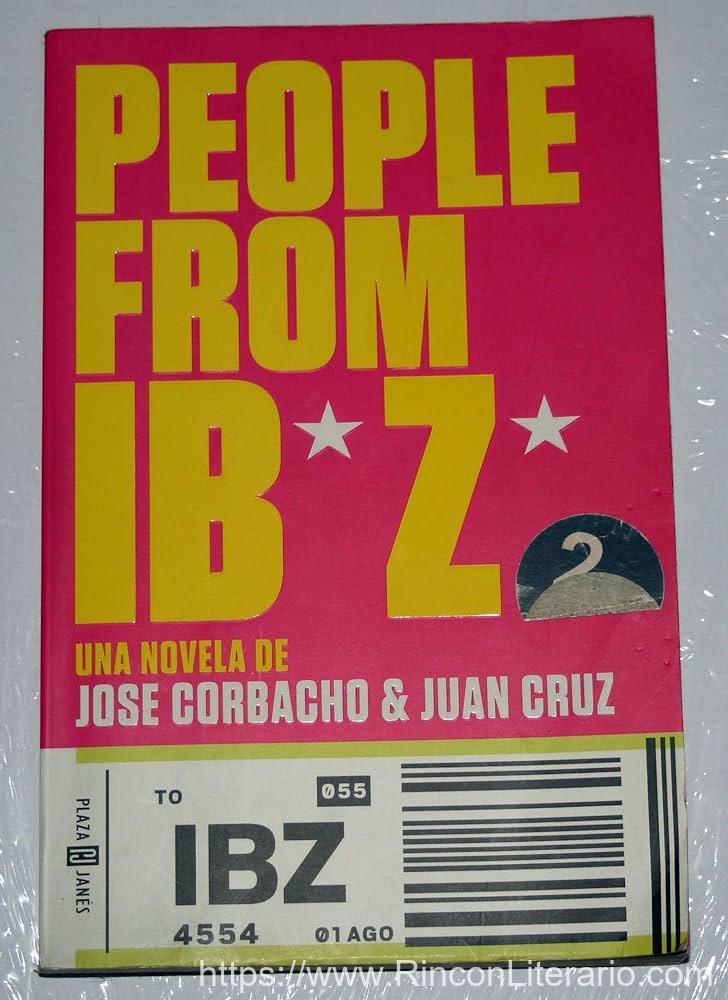 PEOPLE
FROM
IB*Z*
2
UNA NOVELA DE
JOSE CORBACHO & JUAN CRUZ
PLAZA JANÉS
TO
055
IBZ
4554
01AGO
https://www.RinconLiterario.com